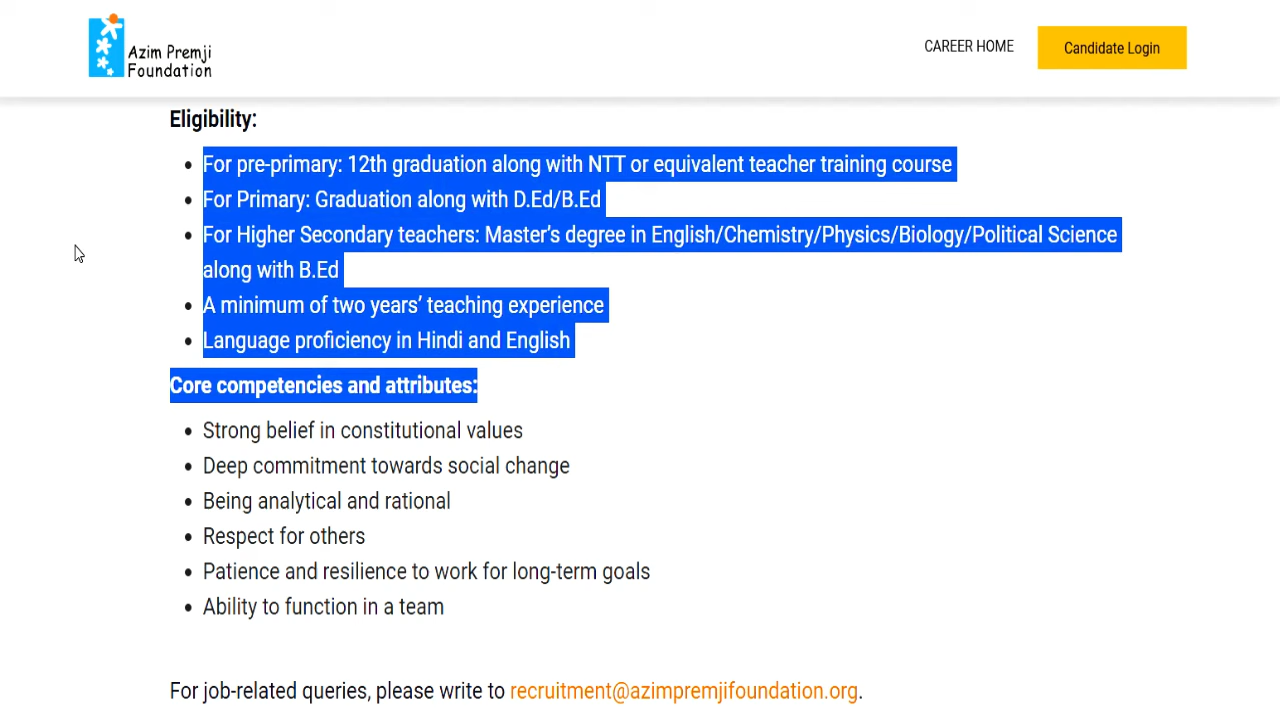 Azim Premji
Foundation
CAREER HOME
Candidate Login
Eligibility:
• For pre-primary: 12th graduation along with NTT or equivalent teacher training course
• For Primary: Graduation along with D.Ed/B.Ed
• For Higher Secondary teachers: Master’s degree in English/Chemistry/Physics/Biology/Political Science
along with B.Ed
• A minimum of two years’ teaching experience
• Language proficiency in Hindi and English
Core competencies and attributes:
• Strong belief in constitutional values
• Deep commitment towards social change
• Being analytical and rational
• Respect for others
• Patience and resilience to work for long-term goals
• Ability to function in a team
For job-related queries, please write to recruitment@azimpremjifoundation.org.